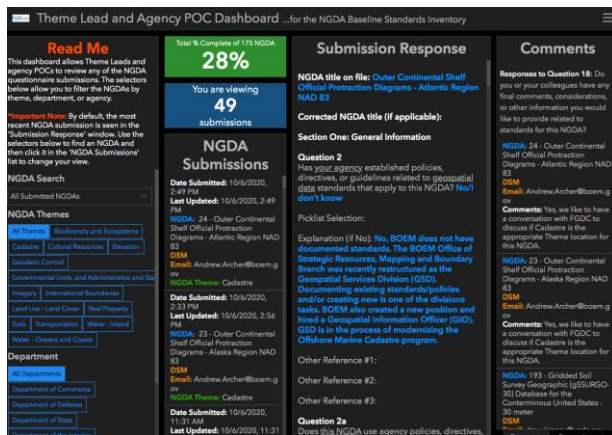 Theme Lead and Agency POC Dashboard ...for the NGDA Baseline Standards Inventory
Read Me
This dashboard allows Theme Leads and
agency POCs to review any of the NGDA
questionnaire submissions. The selectors
below allow you to filter the NGDAs by
theme, department, or agency.
*Important Note: By default, the most
recent NGDA submission is seen in the
'Submission Response' window. Use the
selectors below to find an NGDA and
then click it in the 'NGDA Submissions'
list to change your view.
NGDA Search
All Submitted NGDAs
NGDA Themes
All Themes Biodiversity and Ecosystems
Cadastre Cultural Resources Elevation
Geodetic Control
Governmental Units, and Administrative and Stat
Imagery International Boundaries
Land Use - Land Cover Real Property
Soils Transportation Water - Inland
Water - Oceans and Coasts
Department
All Departments
Department of Commerce
Department of Defense
Department of State
Total % Complete of 175 NGDA
28%
You are viewing
49
submissions
NGDA
Submissions
Date Submitted: 10/6/2020,
2:49 PM
Last Updated: 10/6/2020, 2:49
PM
NGDA: 24 - Outer Continental
Shelf Official Protraction
Diagrams - Atlantic Region NAD
83
DSM
Email: Andrew.Archer@boem.g
ov
NGDA Theme: Cadastre
Date Submitted: 10/6/2020,
2:33 PM
Last Updated: 10/6/2020, 2:56
PM
NGDA: 23 - Outer Continental
Shelf Official Protraction
Diagrams - Alaska Region NAD
83
DSM
Email: Andrew.Archer@boem.g
ov
NGDA Theme: Cadastre
Date Submitted: 10/6/2020,
11:31 AM
Last Updated: 10/6/2020, 11:31
Submission Response
NGDA title on file: Outer Continental Shelf
Official Protraction Diagrams - Atlantic Region
NAD 83
Corrected NGDA title (if applicable):
Section One: General Information
Question 2
Has your agency established policies,
directives, or guidelines related to geospatial
data standards that apply to this NGDA? No/I
don't know
Picklist Selection:
Explanation (if No): No, BOEM does not have
documented standards. The BOEM Office of
Strategic Resources, Mapping and Boundary
Branch was recently restructured as the
Geospatial Services Division (GSD).
Documenting existing standards/policies
and/or creating new is one of the divisions
tasks. BOEM also created a new position and
hired a Geospatial Information Officer (GIO).
GSD is in the process of modernizing the
Offshore Marine Cadastre program.
Other Reference #1:
Other Reference #2:
Other Reference #3:
Question 2a
Does this NGDA use agency policies, directives,
Comments
Responses to Question 18: Do
you or your colleagues have any
final comments, considerations,
or other information you would
like to provide related to
standards for this NGDA?
NGDA: 24 - Outer Continental
Shelf Official Protraction
Diagrams - Atlantic Region NAD
83
DSM
Email: Andrew.Archer@boem.g
ov
Comments: Yes, we like to have
a conversation with FGDC to
discuss if Cadastre is the
appropriate Theme location for
this NGDA.
NGDA: 23 - Outer Continental
Shelf Official Protraction
Diagrams - Alaska Region NAD
83
DSM
Email: Andrew.Archer@boem.g
ov
Comments: Yes, we like to have
a conversation with FGDC to
discuss if Cadastre is the
appropriate Theme location for
this NGDA.
NGDA: 193 - Gridded Soil
Survey Geographic (gSSURGO-
30) Database for the
Conterminous United States -
30 meter
DSM